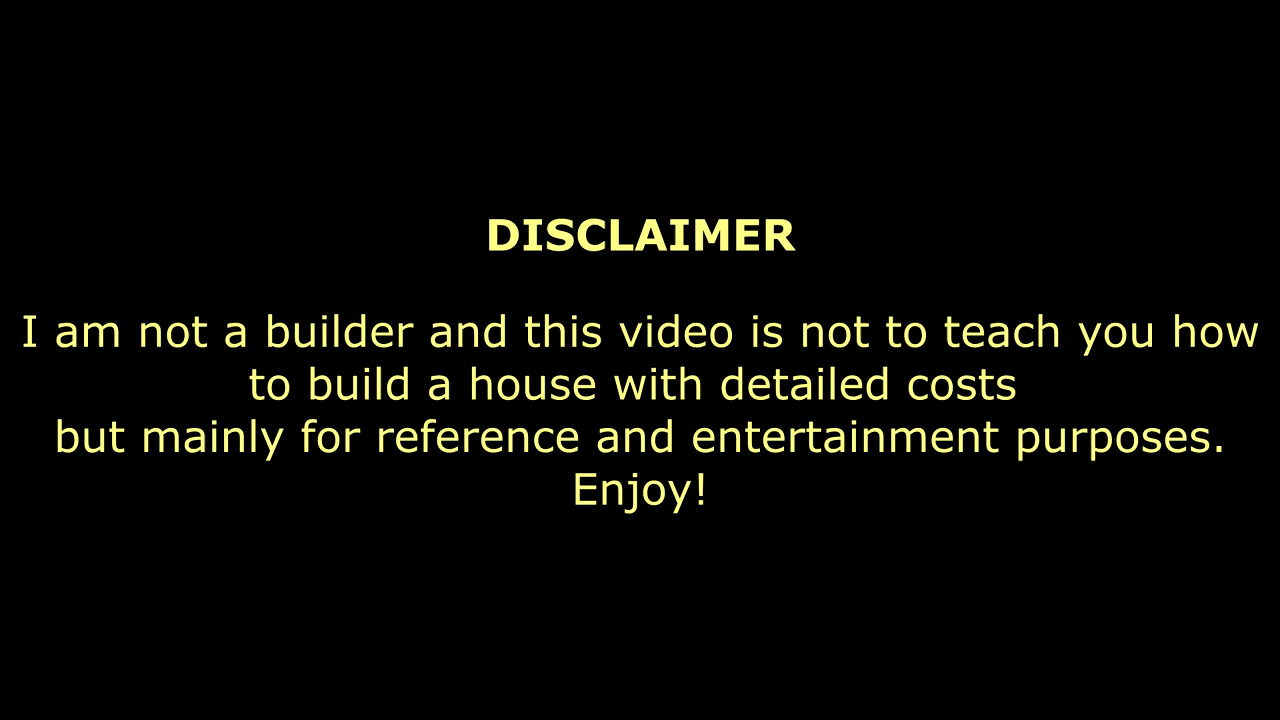 DISCLAIMER
I am not a builder and this video is not to teach you how
to build a house with detailed costs
but mainly for reference and entertainment purposes.
Enjoy!